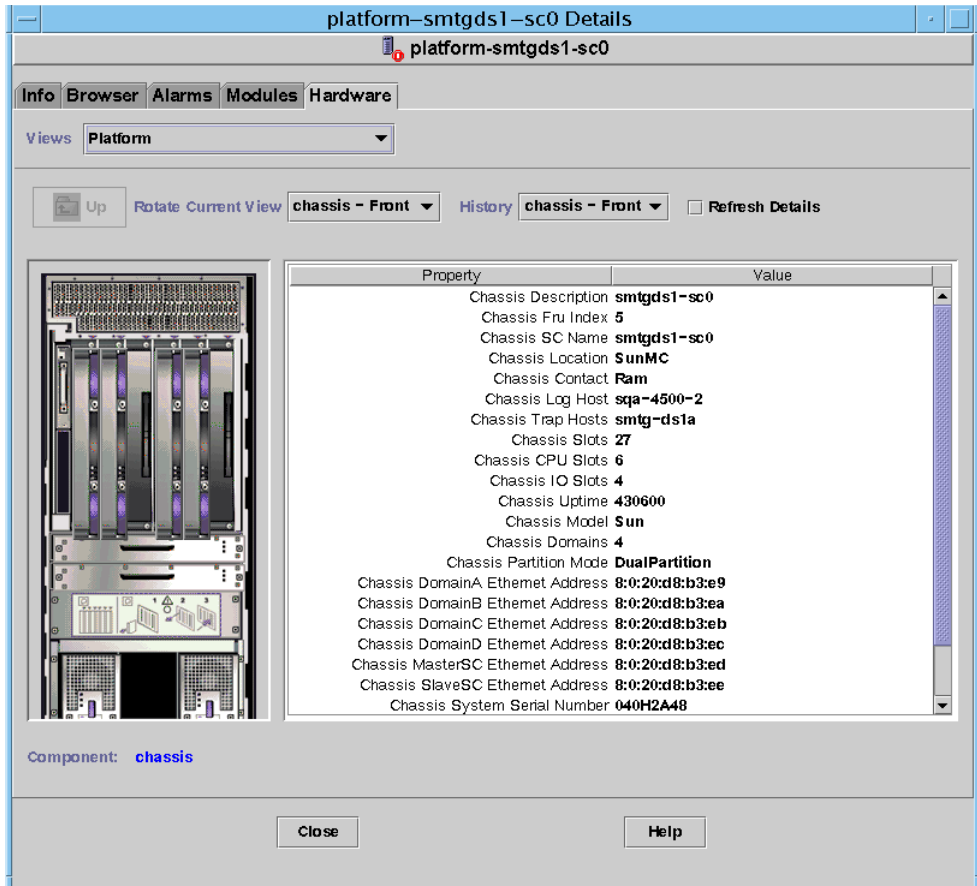 platform-smtgds1-sc0 Details
platform-smtgds1-sc0
Info Browser Alarms Modules Hardware
Views Platform
Up Rotate Current View chassis - Front History chassis - Front Refresh Details
Property Value
Chassis Description smtgds1-sc0
Chassis Fru Index 5
Chassis SC Name smtgds1-sc0
Chassis Location SunMC
Chassis Contact Ram
Chassis Log Host sqa-4500-2
Chassis Trap Hosts smtg-ds1a
Chassis Slots 27
Chassis CPU Slots 6
Chassis IO Slots 4
Chassis Uptime 430600
Chassis Model Sun
Chassis Domains 4
Chassis Partition Mode DualPartition
Chassis DomainA Ethernet Address 8:0:20:d8:b3:e9
Chassis DomainB Ethernet Address 8:0:20:d8:b3:ea
Chassis DomainC Ethernet Address 8:0:20:d8:b3:eb
Chassis DomainD Ethernet Address 8:0:20:d8:b3:ec
Chassis MasterSC Ethernet Address 8:0:20:d8:b3:ed
Chassis SlaveSC Ethernet Address 8:0:20:d8:b3:ee
Chassis System Serial Number 040H2A48
1 2 3
Component: chassis
Close Help